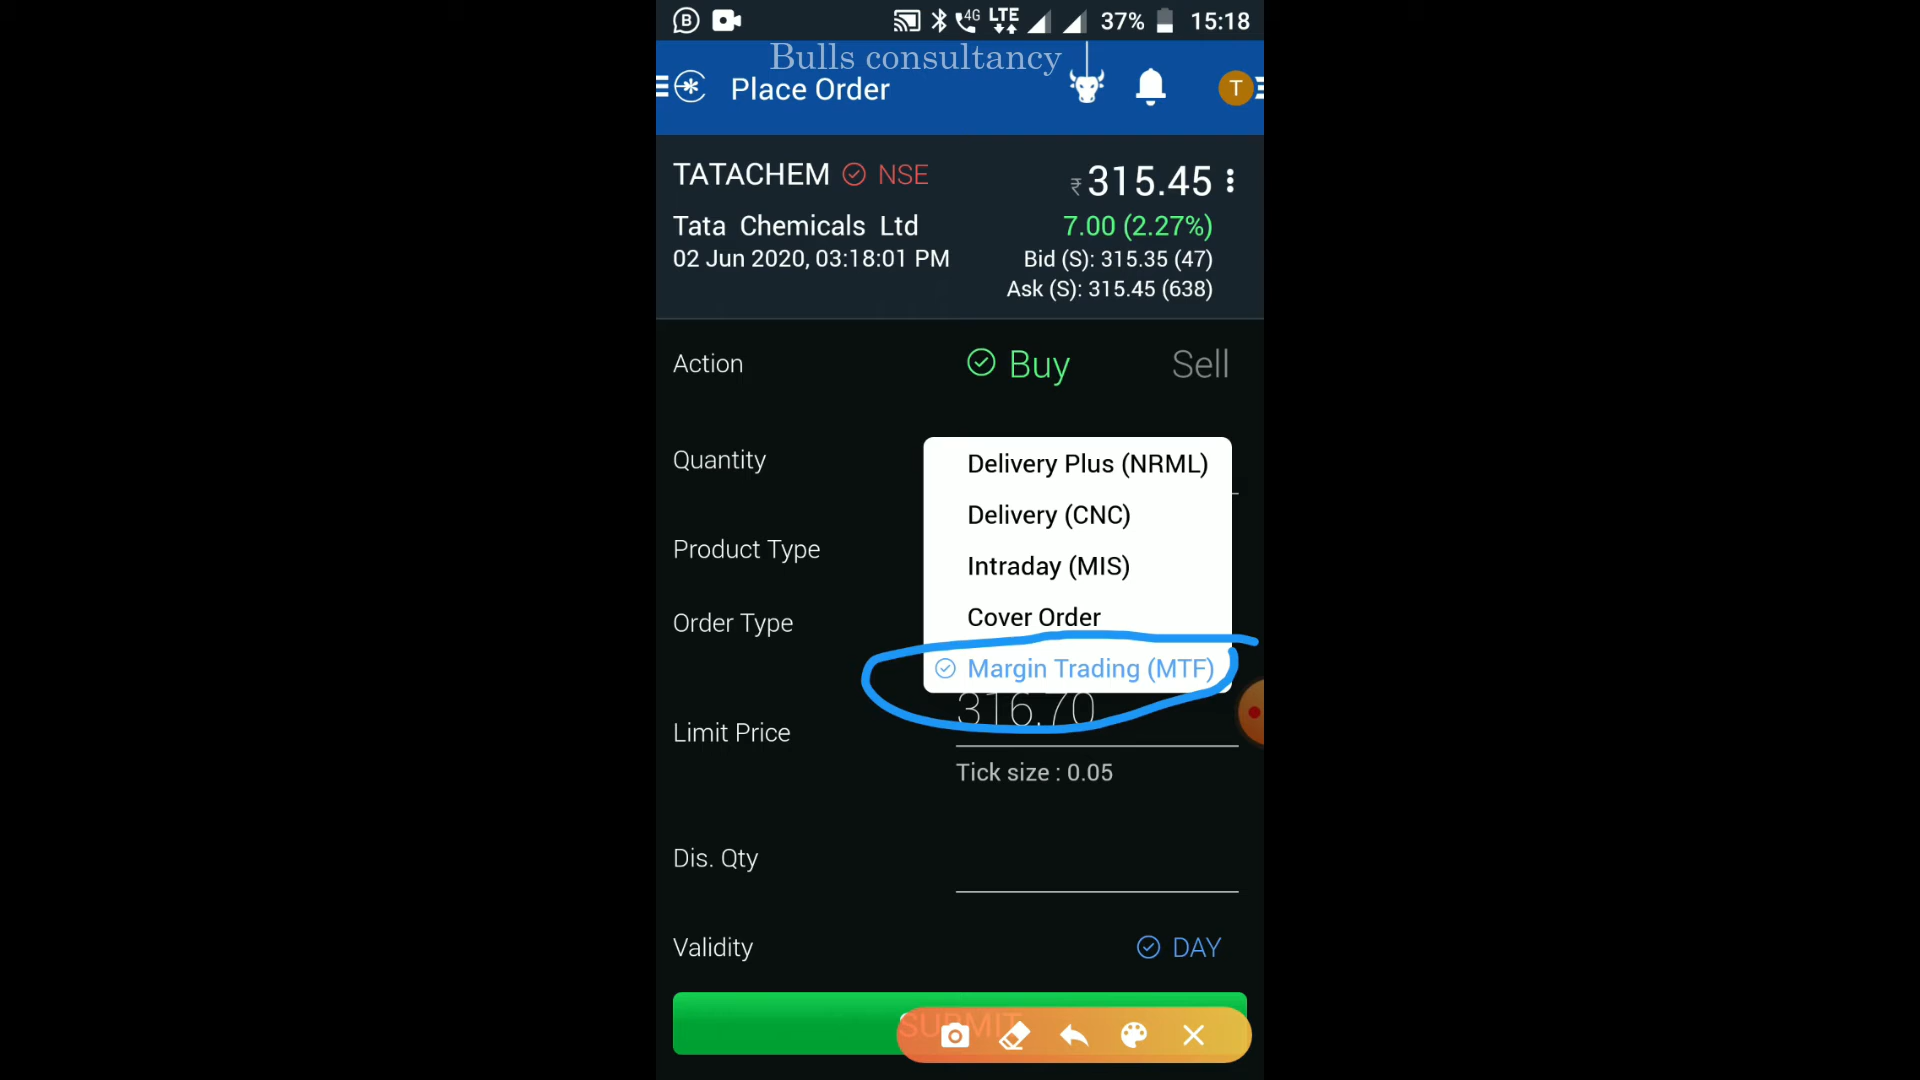 B 4G LTE 37% 15:18
Bulls consultancy
Place Order T
TATACHEM NSE ₹315.45
Tata Chemicals Ltd 7.00 (2.27%)
02 Jun 2020, 03:18:01 PM Bid (S): 315.35 (47)
Ask (S): 315.45 (638)
Action Buy Sell
Quantity
Delivery Plus (NRML)
Delivery (CNC)
Product Type
Intraday (MIS)
Order Type Cover Order
Margin Trading (MTF)
Limit Price 316.70
Tick size : 0.05
Dis. Qty
Validity DAY
SUBMIT